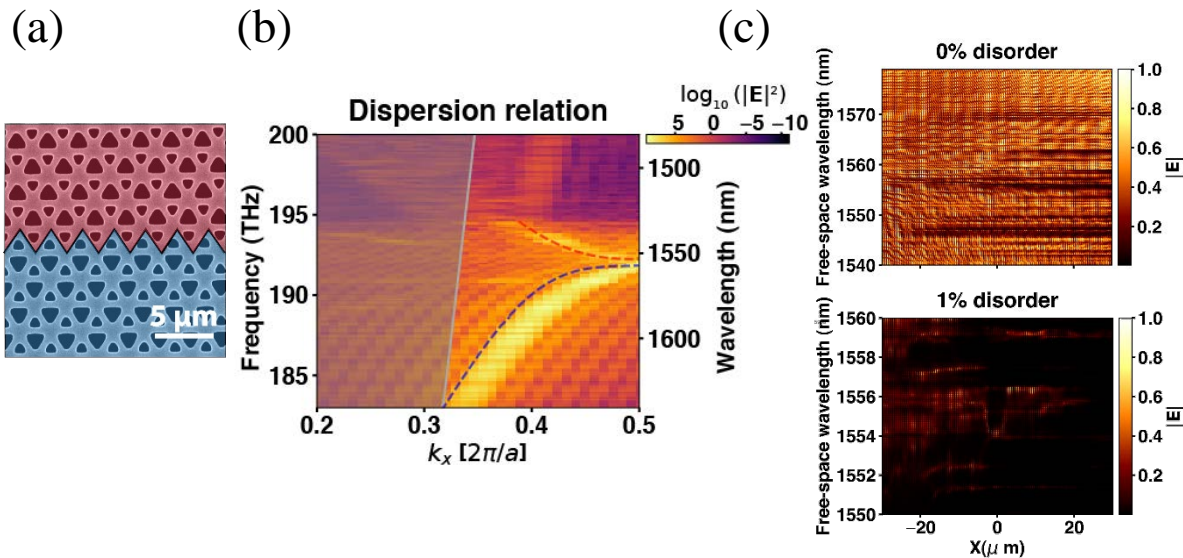 (a)
5 μm
(b)
Dispersion relation
log₁₀ (|E|²)
5 0 −5 −10
Frequency (THz)
200
195
190
185
0.2 0.3 0.4 0.5
kₓ [2π/a]
1500
1550
1600
Wavelength (nm)
(c)
0% disorder
Free-space wavelength (nm)
1570
1560
1550
1540
1.0
0.8
0.6
0.4
0.2
|E|
1% disorder
Free-space wavelength (nm)
1560
1558
1556
1554
1552
1550
−20 0 20
X(μ m)
1.0
0.8
0.6
0.4
0.2
|E|